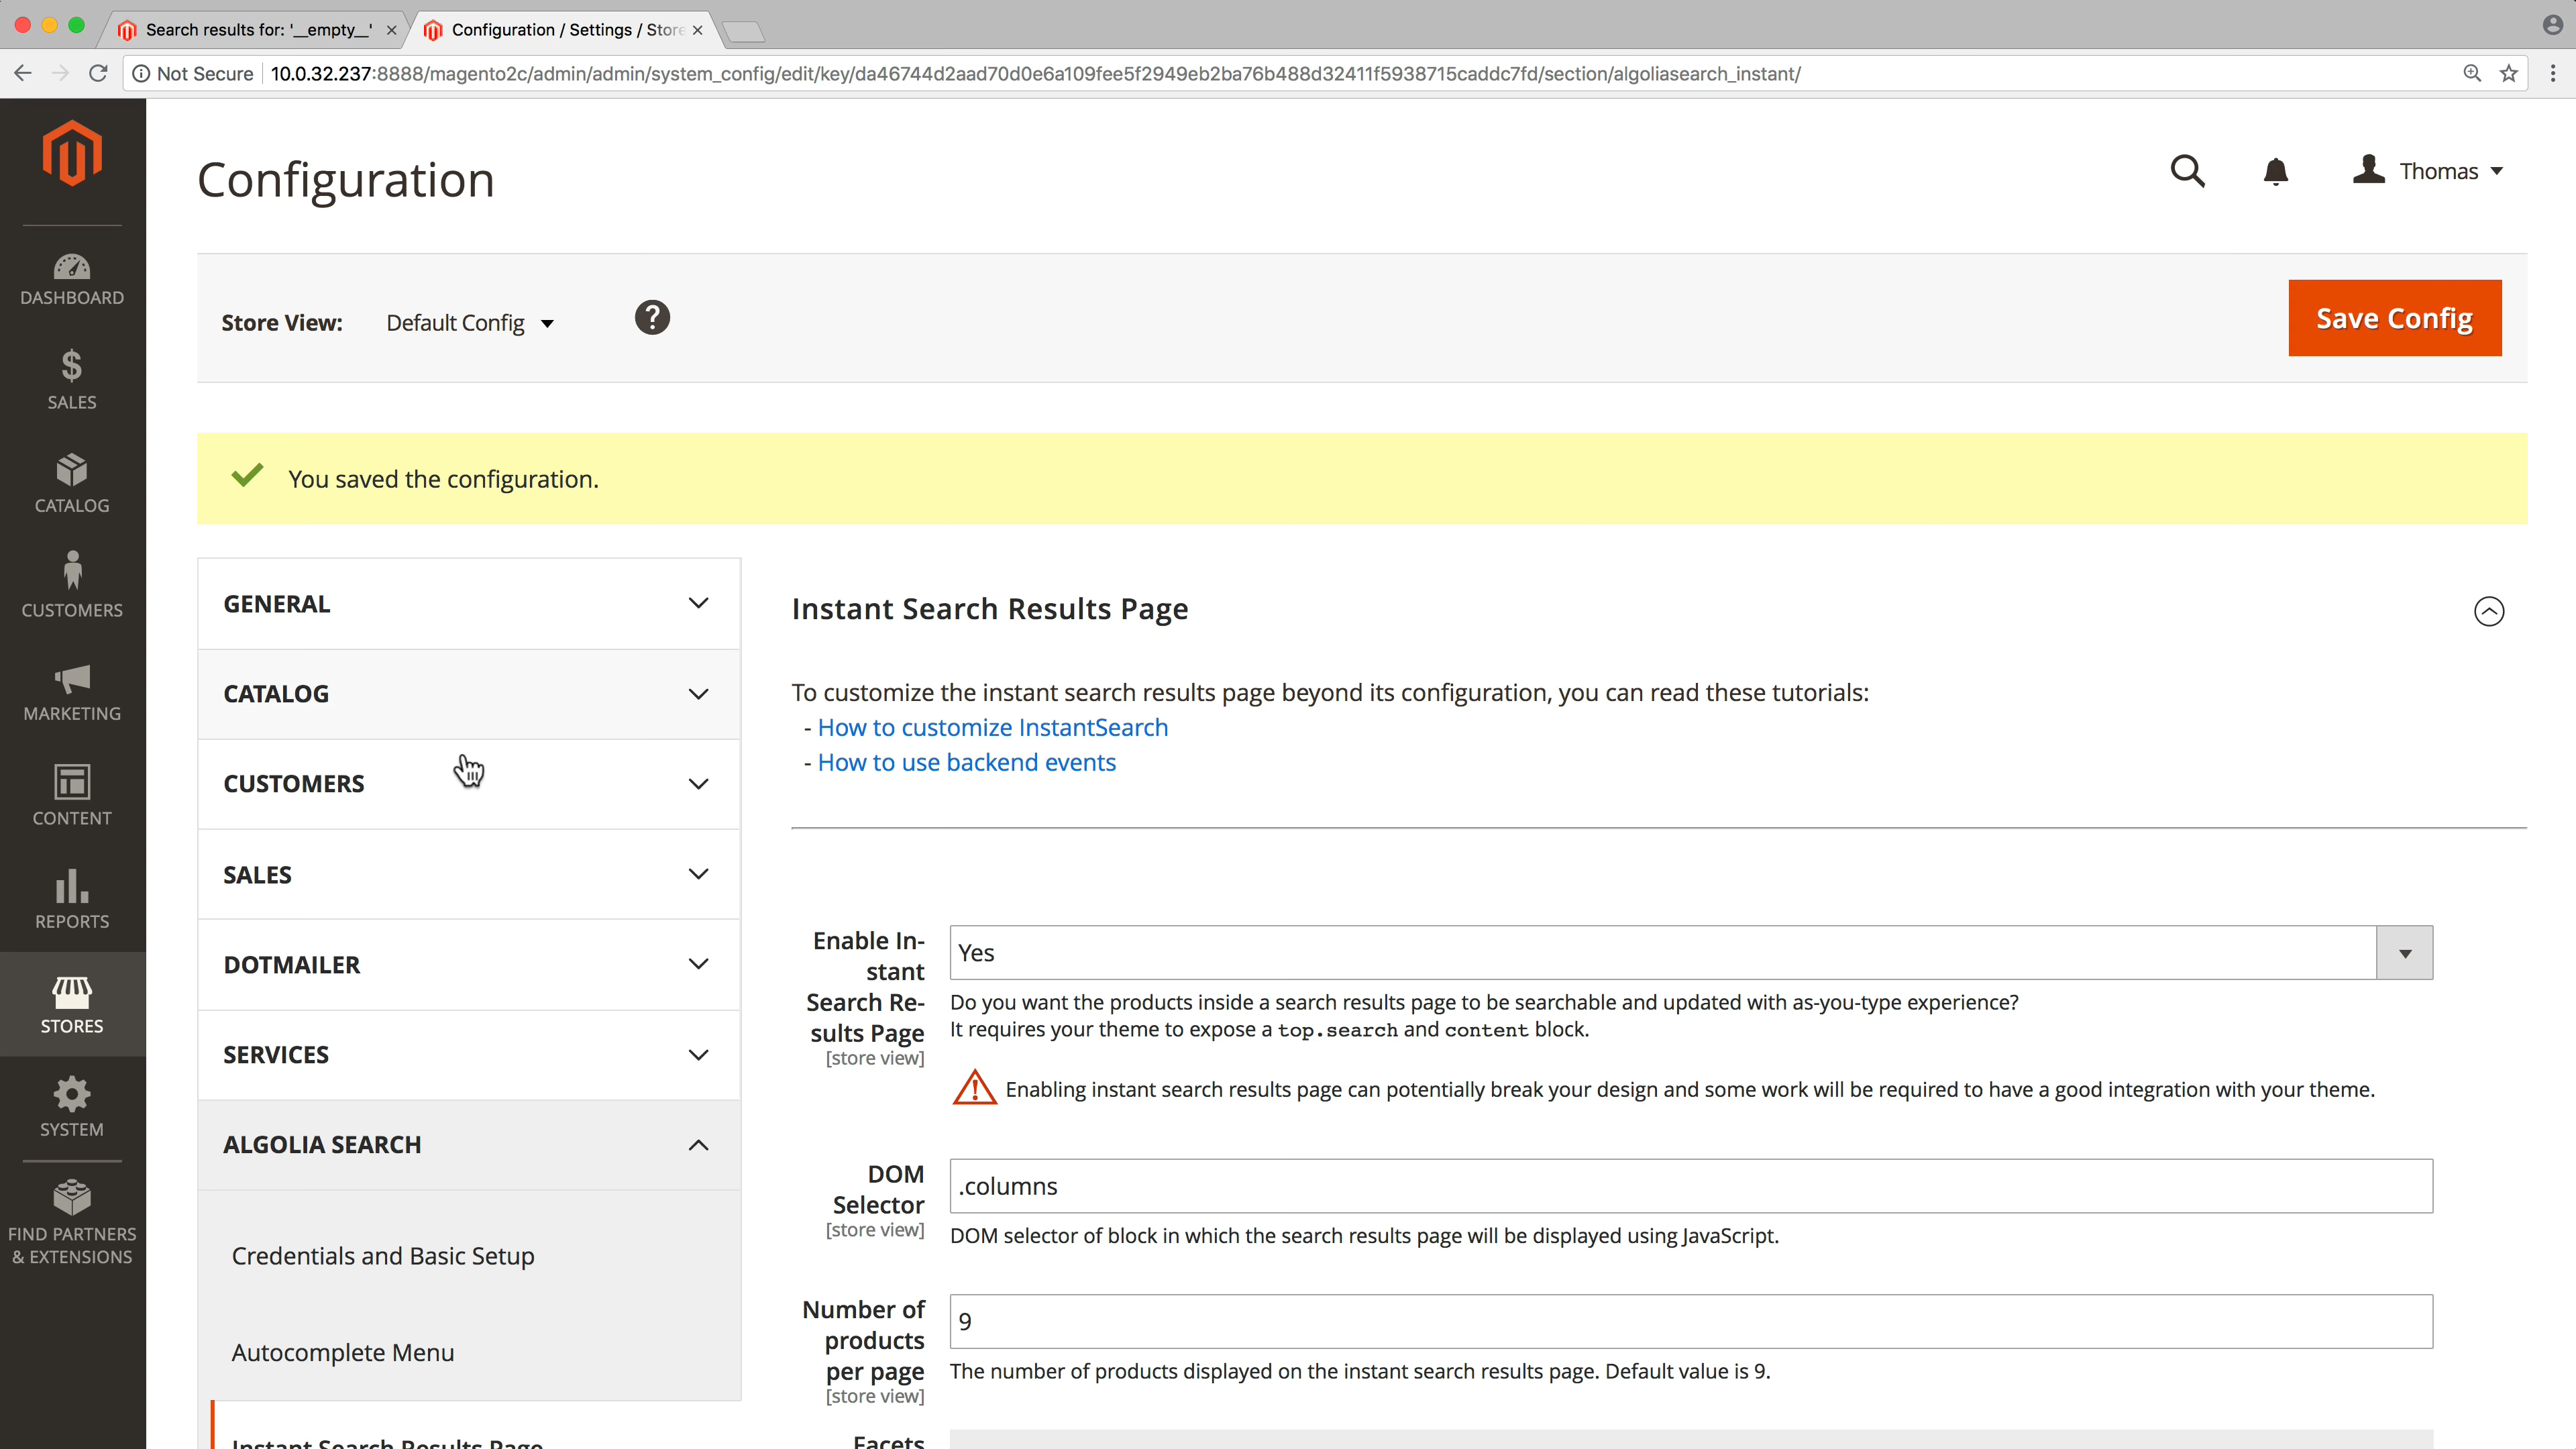 Search results for: '__empty__'
Configuration / Settings / Store
Not Secure
10.0.32.237:8888/magento2c/admin/admin/system_config/edit/key/da46744d2aad70d0e6a109fee5f2949eb2ba76b488d32411f5938715caddc7fd/section/algoliasearch_instant/
DASHBOARD
SALES
CATALOG
CUSTOMERS
MARKETING
CONTENT
REPORTS
STORES
SYSTEM
FIND PARTNERS
& EXTENSIONS
Configuration
Thomas
Store View:
Default Config
?
Save Config
You saved the configuration.
GENERAL
CATALOG
CUSTOMERS
SALES
DOTMAILER
SERVICES
ALGOLIA SEARCH
Credentials and Basic Setup
Autocomplete Menu
Instant Search Results Page
Instant Search Results Page
To customize the instant search results page beyond its configuration, you can read these tutorials:
- How to customize InstantSearch
- How to use backend events
Enable In-
stant
Search Re-
sults Page
[store view]
Yes
Do you want the products inside a search results page to be searchable and updated with as-you-type experience?
It requires your theme to expose a top.search and content block.
Enabling instant search results page can potentially break your design and some work will be required to have a good integration with your theme.
DOM
Selector
[store view]
.columns
DOM selector of block in which the search results page will be displayed using JavaScript.
Number of
products
per page
[store view]
9
The number of products displayed on the instant search results page. Default value is 9.
Facets